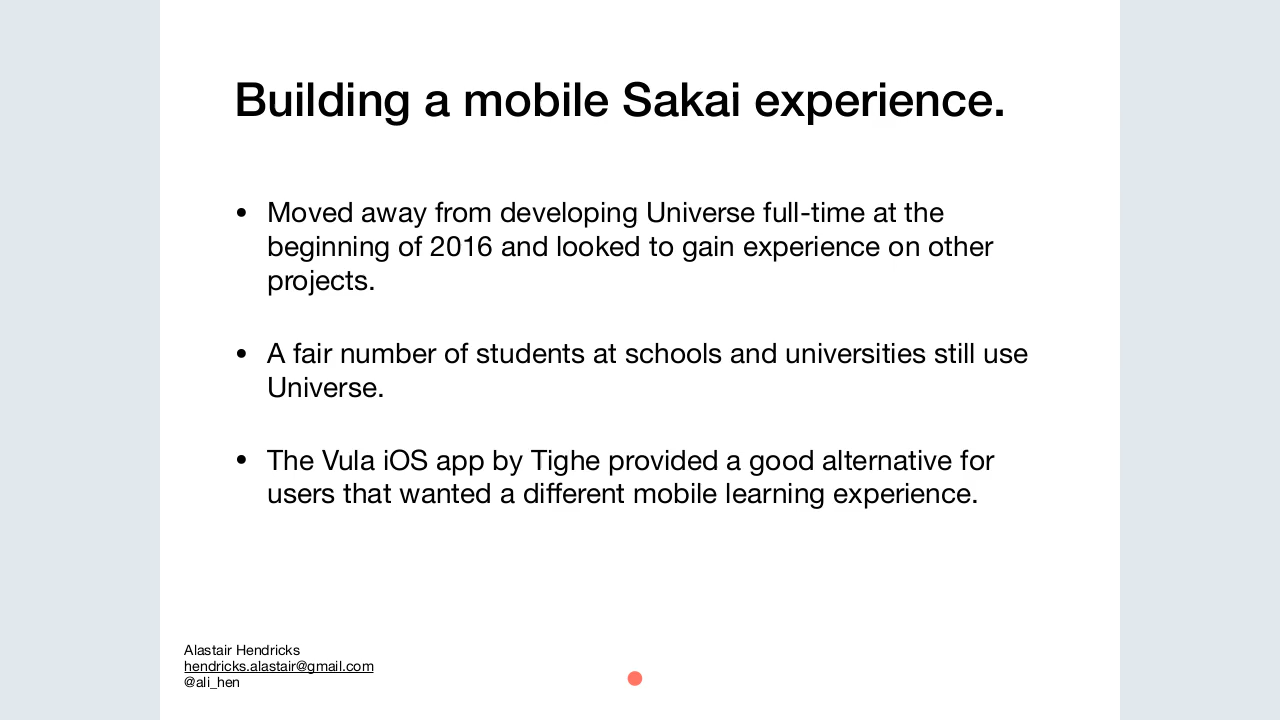 Building a mobile Sakai experience.
• Moved away from developing Universe full-time at the
beginning of 2016 and looked to gain experience on other
projects.
• A fair number of students at schools and universities still use
Universe.
• The Vula iOS app by Tighe provided a good alternative for
users that wanted a different mobile learning experience.
Alastair Hendricks
hendricks.alastair@gmail.com
@ali_hen